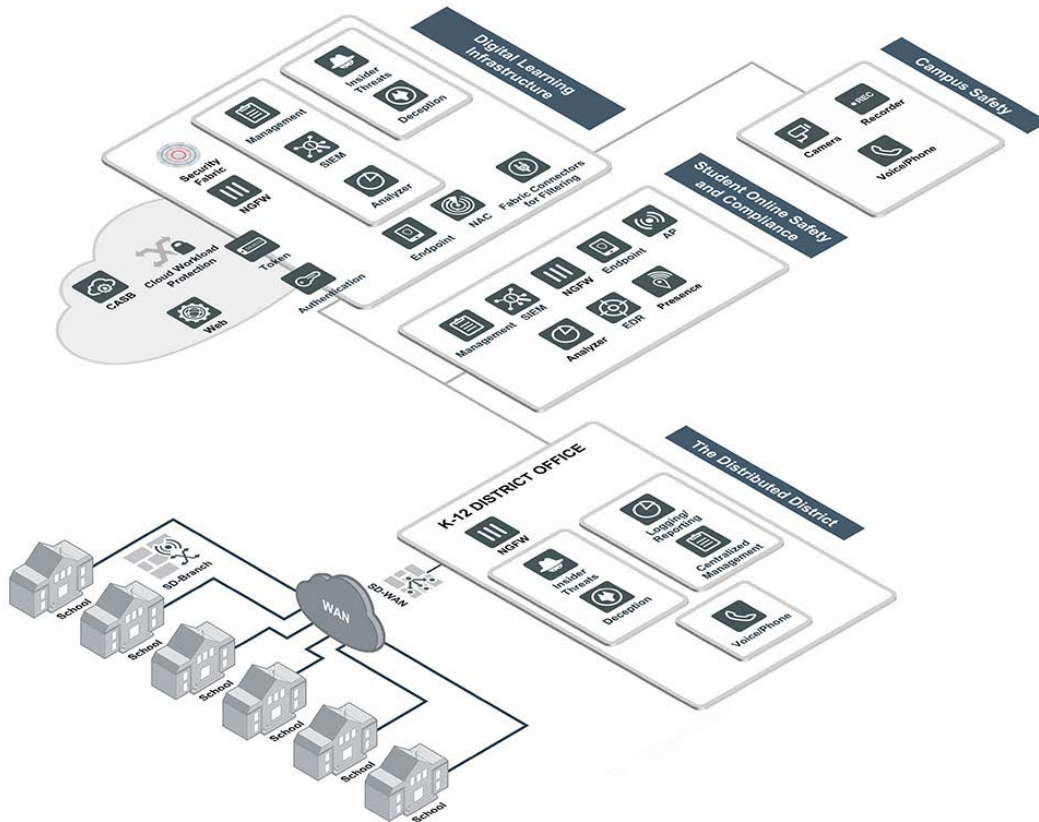 Digital Learning
Infrastructure
Insider
Threats
Deception
Management
SIEM
Analyzer
Security
Fabric
NGFW
Fabric Connectors
for Filtering
NAC
Endpoint
Token
Authentication
Cloud Workload
Protection
CASB
Web
Campus Safety
REC
Recorder
Camera
Voice/Phone
Student Online Safety
and Compliance
AP
Endpoint
NGFW
SIEM
Management
Presence
EDR
Analyzer
The Distributed District
K-12 DISTRICT OFFICE
NGFW
Logging/
Reporting
Centralized
Management
Insider
Threats
Deception
Voice/Phone
SD-WAN
WAN
SD-Branch
School
School
School
School
School
School